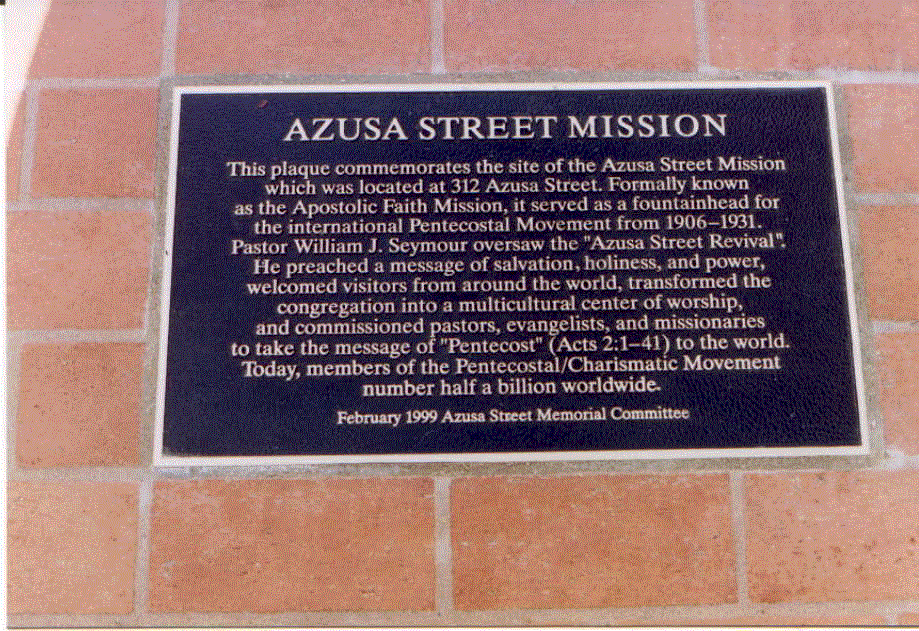 AZUSA STREET MISSION
This plaque commemorates the site of the Azusa Street Mission
which was located at 312 Azusa Street. Formally known
as the Apostolic Faith Mission, it served as a fountainhead for
the international Pentecostal Movement from 1906–1931.
Pastor William J. Seymour oversaw the "Azusa Street Revival".
He preached a message of salvation, holiness, and power,
welcomed visitors from around the world, transformed the
congregation into a multicultural center of worship,
and commissioned pastors, evangelists, and missionaries
to take the message of "Pentecost" (Acts 2:1–41) to the world.
Today, members of the Pentecostal/Charismatic Movement
number half a billion worldwide.
February 1999 Azusa Street Memorial Committee